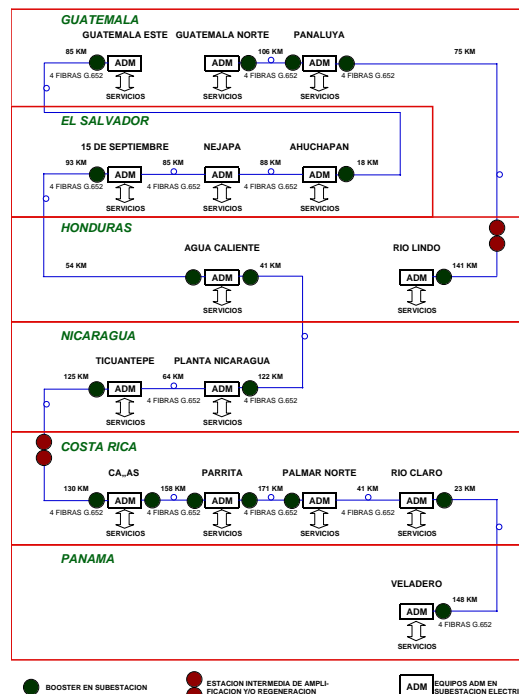 GUATEMALA
GUATEMALA ESTE GUATEMALA NORTE PANALUYA
85 KM 106 KM 75 KM
ADM ADM ADM
4 FIBRAS G.652 4 FIBRAS G.652 4 FIBRAS G.652
SERVICIOS SERVICIOS SERVICIOS
EL SALVADOR
15 DE SEPTIEMBRE NEJAPA AHUCHAPAN
93 KM 85 KM 88 KM 18 KM
ADM ADM ADM
4 FIBRAS G.652 4 FIBRAS G.652 4 FIBRAS G.652 4 FIBRAS G.652
SERVICIOS SERVICIOS SERVICIOS
HONDURAS
AGUA CALIENTE RIO LINDO
54 KM 41 KM 141 KM
ADM ADM
SERVICIOS SERVICIOS
NICARAGUA
TICUANTEPE PLANTA NICARAGUA
125 KM 64 KM 122 KM
ADM ADM
4 FIBRAS G.652 4 FIBRAS G.652
SERVICIOS SERVICIOS
COSTA RICA
CA„AS PARRITA PALMAR NORTE RIO CLARO
130 KM 158 KM 171 KM 41 KM 23 KM
ADM ADM ADM ADM
4 FIBRAS G.652 4 FIBRAS G.652 4 FIBRAS G.652 4 FIBRAS G.652 4 FIBRAS G.652
SERVICIOS SERVICIOS SERVICIOS SERVICIOS
PANAMA
VELADERO
148 KM
ADM
4 FIBRAS G.652
SERVICIOS
BOOSTER EN SUBESTACION
ESTACION INTERMEDIA DE AMPLI-
FICACION Y/O REGENERACION
ADM
EQUIPOS ADM EN
SUBESTACION ELECTRI